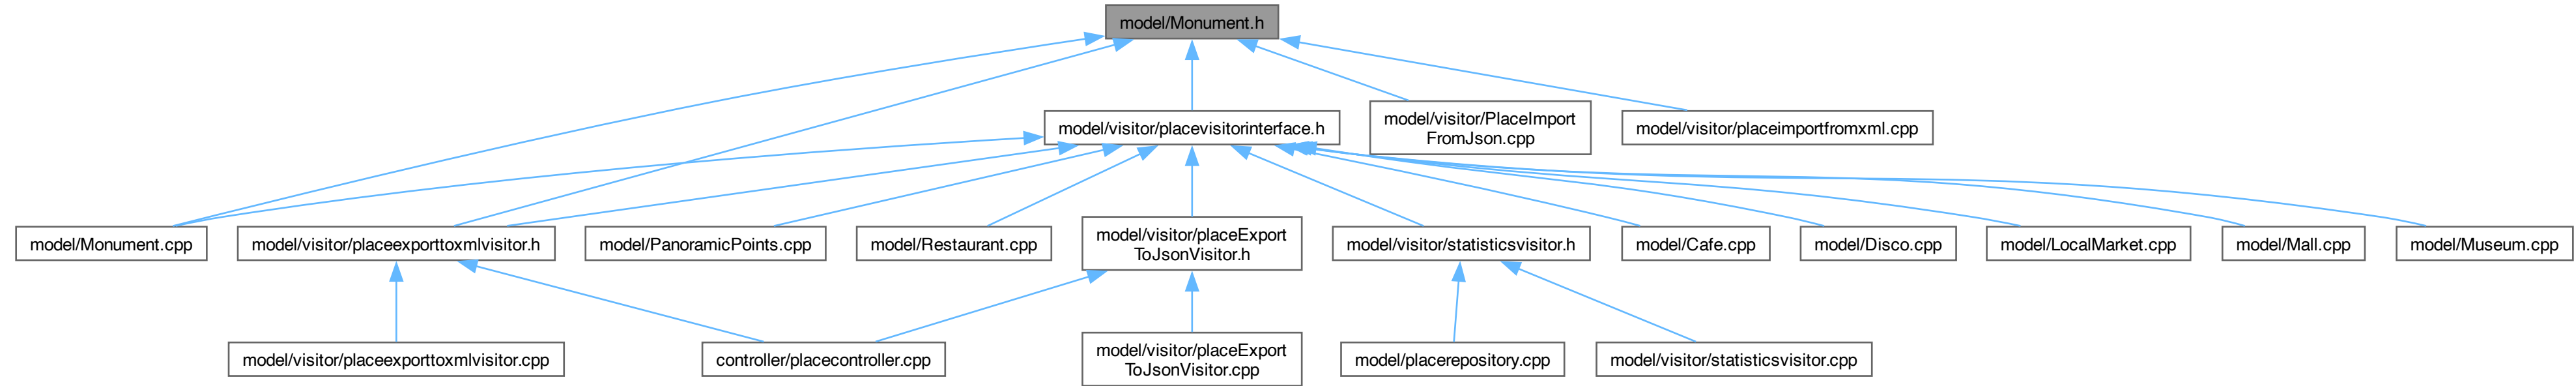 model/Monument.h
model/visitor/placevisitorinterface.h
model/visitor/PlaceImport
FromJson.cpp
model/visitor/placeimportfromxml.cpp
model/Monument.cpp
model/visitor/placeexporttoxmlvisitor.h
model/PanoramicPoints.cpp
model/Restaurant.cpp
model/visitor/placeExport
ToJsonVisitor.h
model/visitor/statisticsvisitor.h
model/Cafe.cpp
model/Disco.cpp
model/LocalMarket.cpp
model/Mall.cpp
model/Museum.cpp
model/visitor/placeexporttoxmlvisitor.cpp
controller/placecontroller.cpp
model/visitor/placeExport
ToJsonVisitor.cpp
model/placerepository.cpp
model/visitor/statisticsvisitor.cpp